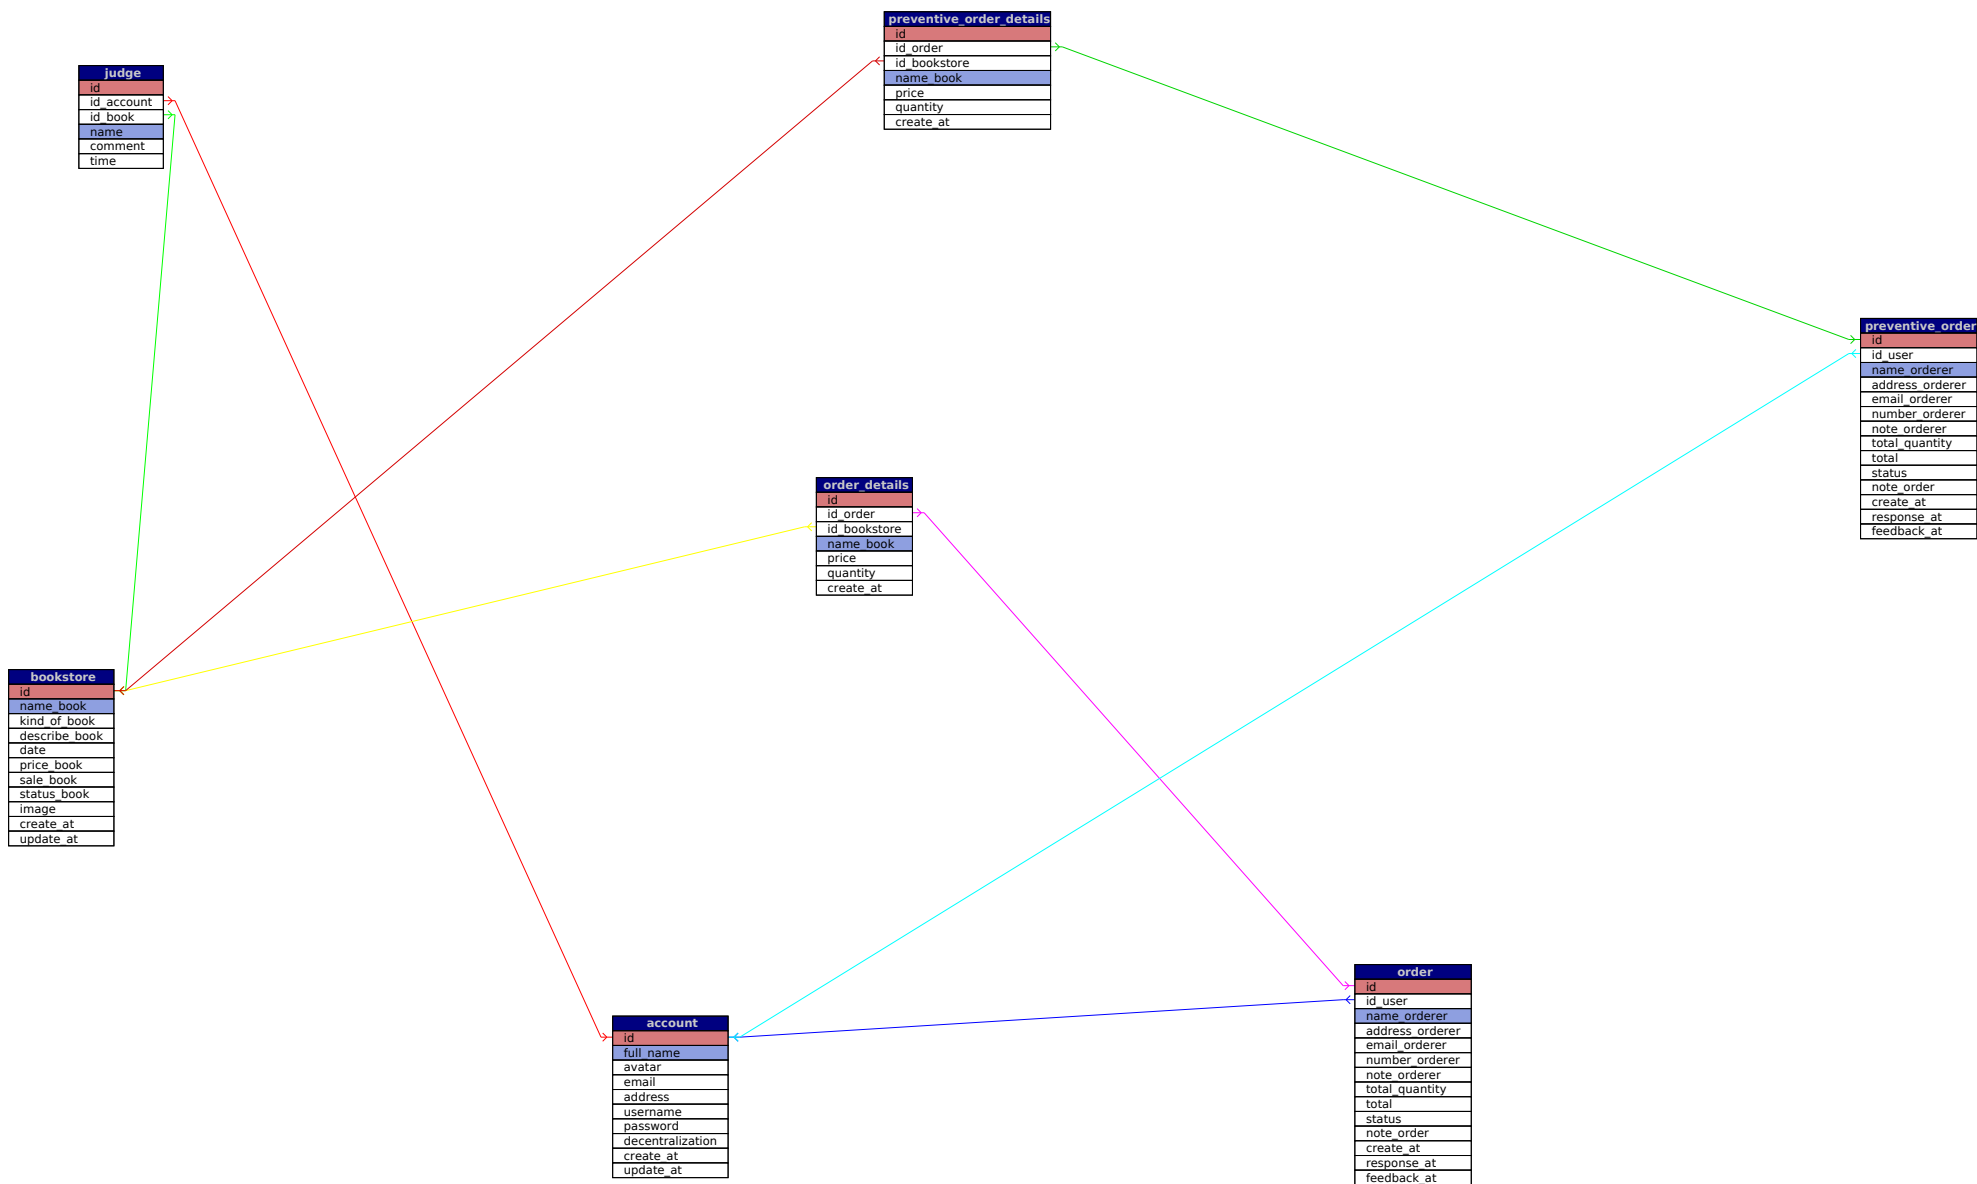 preventive_order_details
id
id_order
id_bookstore
name_book
price
quantity
create_at
judge
id
id_account
id_book
name
comment
time
preventive_order
id
id_user
name_orderer
address_orderer
email_orderer
number_orderer
note_orderer
total_quantity
total
status
note_order
create_at
response_at
feedback_at
order_details
id
id_order
id_bookstore
name_book
price
quantity
create_at
bookstore
id
name_book
kind_of_book
describe_book
date
price_book
sale_book
status_book
image
create_at
update_at
account
id
full_name
avatar
email
address
username
password
decentralization
create_at
update_at
order
id
id_user
name_orderer
address_orderer
email_orderer
number_orderer
note_orderer
total_quantity
total
status
note_order
create_at
response_at
feedback_at